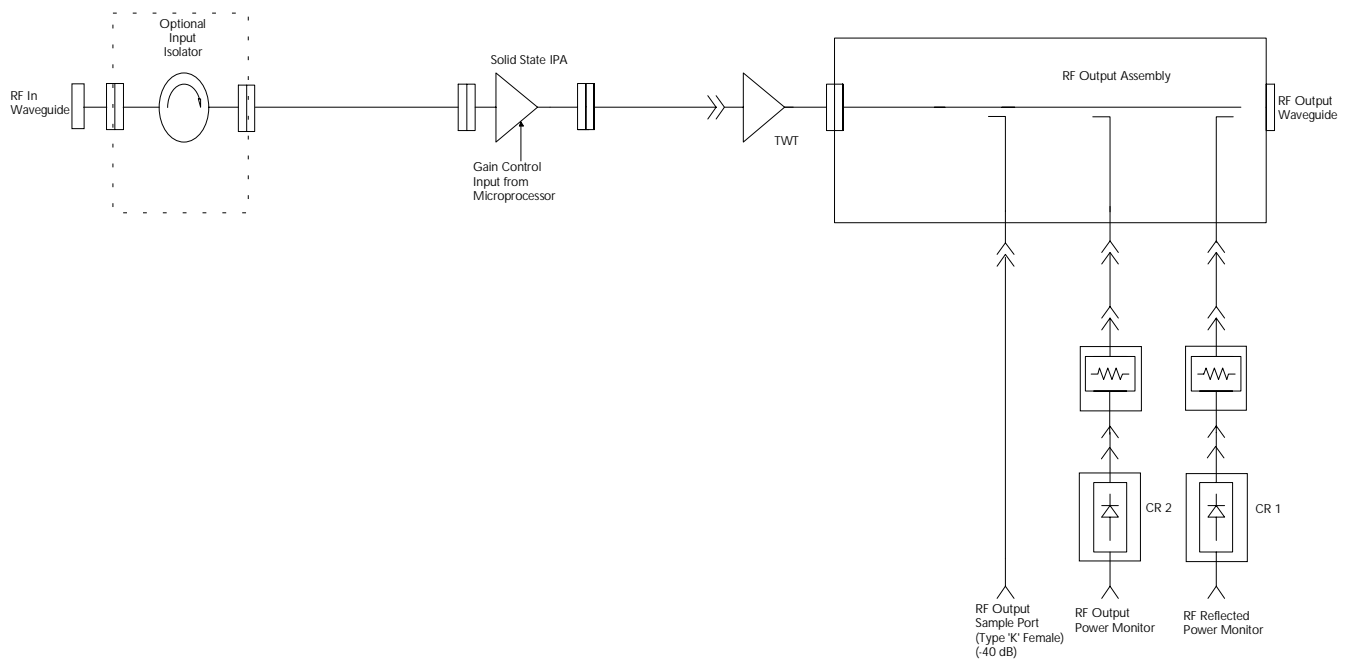 Optional
Input
Isolator
RF In
Waveguide
Solid State IPA
Gain Control
Input from
Microprocessor
TWT
RF Output Assembly
RF Output
Waveguide
CR 2
CR 1
RF Output
Sample Port
(Type 'K' Female)
(-40 dB)
RF Output
Power Monitor
RF Reflected
Power Monitor